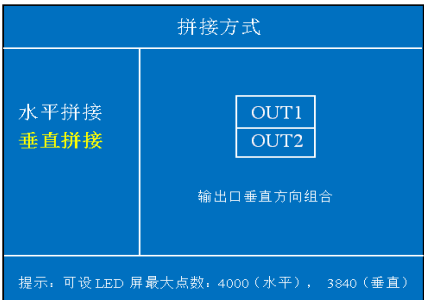 拼接方式
水平拼接
垂直拼接
OUT1
OUT2
输出口垂直方向组合
提示：可设LED 屏最大点数：4000（水平）， 3840（垂直）